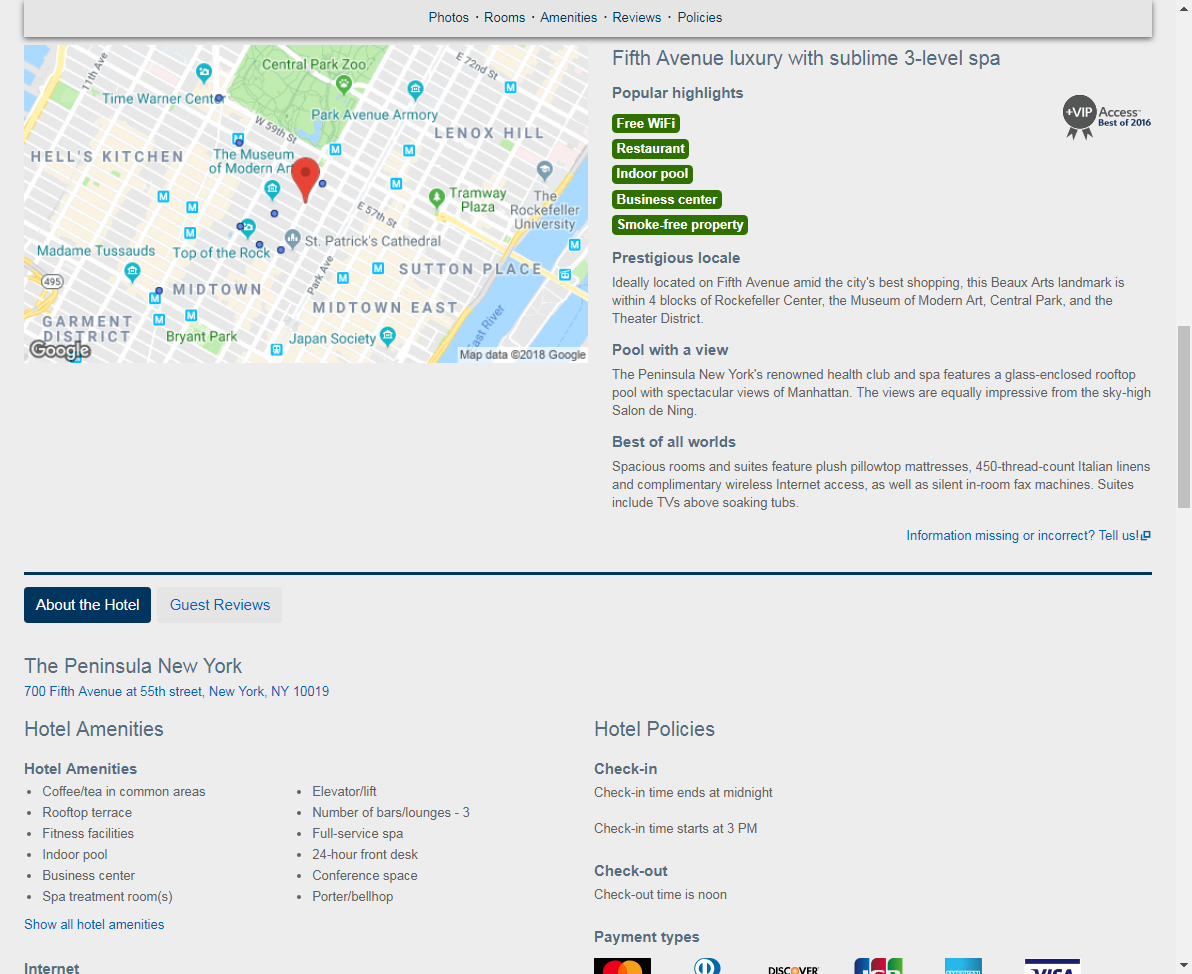 Photos · Rooms · Amenities · Reviews · Policies
11th Ave
Central Park Zoo
E 72nd St
Time Warner Center
Park Avenue Armory
W 59th St
LENOX HILL
HELL'S KITCHEN
The Museum
of Modern Art
Tramway
Plaza
The
Rockefeller
University
E 57th St
St. Patrick's Cathedral
Madame Tussauds
Top of the Rock
Park Ave
SUTTON PLACE
495
MIDTOWN
MIDTOWN EAST
East River
GARMENT
DISTRICT
Bryant Park
Japan Society
Google
Map data ©2018 Google
Fifth Avenue luxury with sublime 3-level spa
Popular highlights
+VIP Access™
Best of 2016
Free WiFi
Restaurant
Indoor pool
Business center
Smoke-free property
Prestigious locale
Ideally located on Fifth Avenue amid the city's best shopping, this Beaux Arts landmark is
within 4 blocks of Rockefeller Center, the Museum of Modern Art, Central Park, and the
Theater District.
Pool with a view
The Peninsula New York's renowned health club and spa features a glass-enclosed rooftop
pool with spectacular views of Manhattan. The views are equally impressive from the sky-high
Salon de Ning.
Best of all worlds
Spacious rooms and suites feature plush pillowtop mattresses, 450-thread-count Italian linens
and complimentary wireless Internet access, as well as silent in-room fax machines. Suites
include TVs above soaking tubs.
Information missing or incorrect? Tell us!
About the Hotel
Guest Reviews
The Peninsula New York
700 Fifth Avenue at 55th street, New York, NY 10019
Hotel Amenities
Hotel Amenities
• Coffee/tea in common areas
• Rooftop terrace
• Fitness facilities
• Indoor pool
• Business center
• Spa treatment room(s)
• Elevator/lift
• Number of bars/lounges - 3
• Full-service spa
• 24-hour front desk
• Conference space
• Porter/bellhop
Show all hotel amenities
Internet
Hotel Policies
Check-in
Check-in time ends at midnight
Check-in time starts at 3 PM
Check-out
Check-out time is noon
Payment types
DISCOVER
JCB
VISA